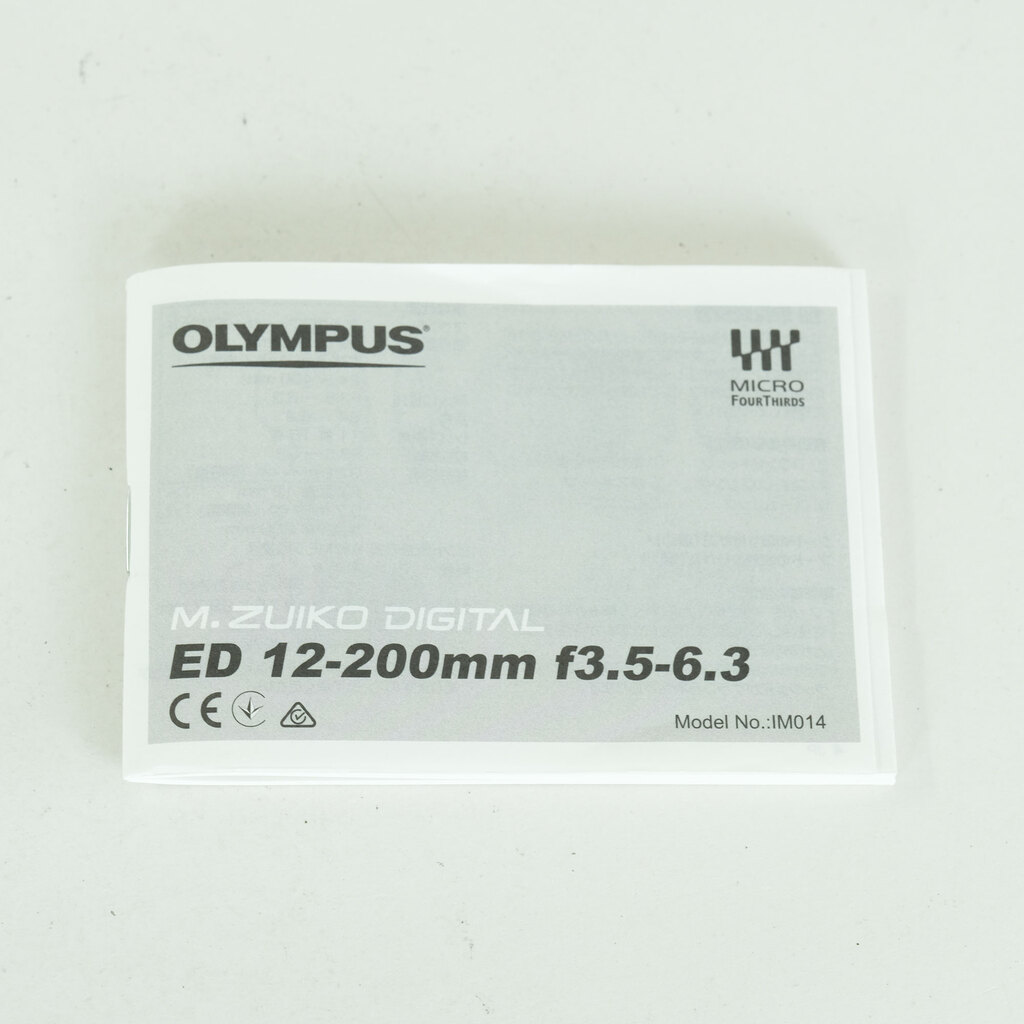 OLYMPUS®
MICRO
FOURTHIRDS
M. ZUIKO DIGITAL
ED 12-200mm f3.5-6.3
CE
Model No.:IM014